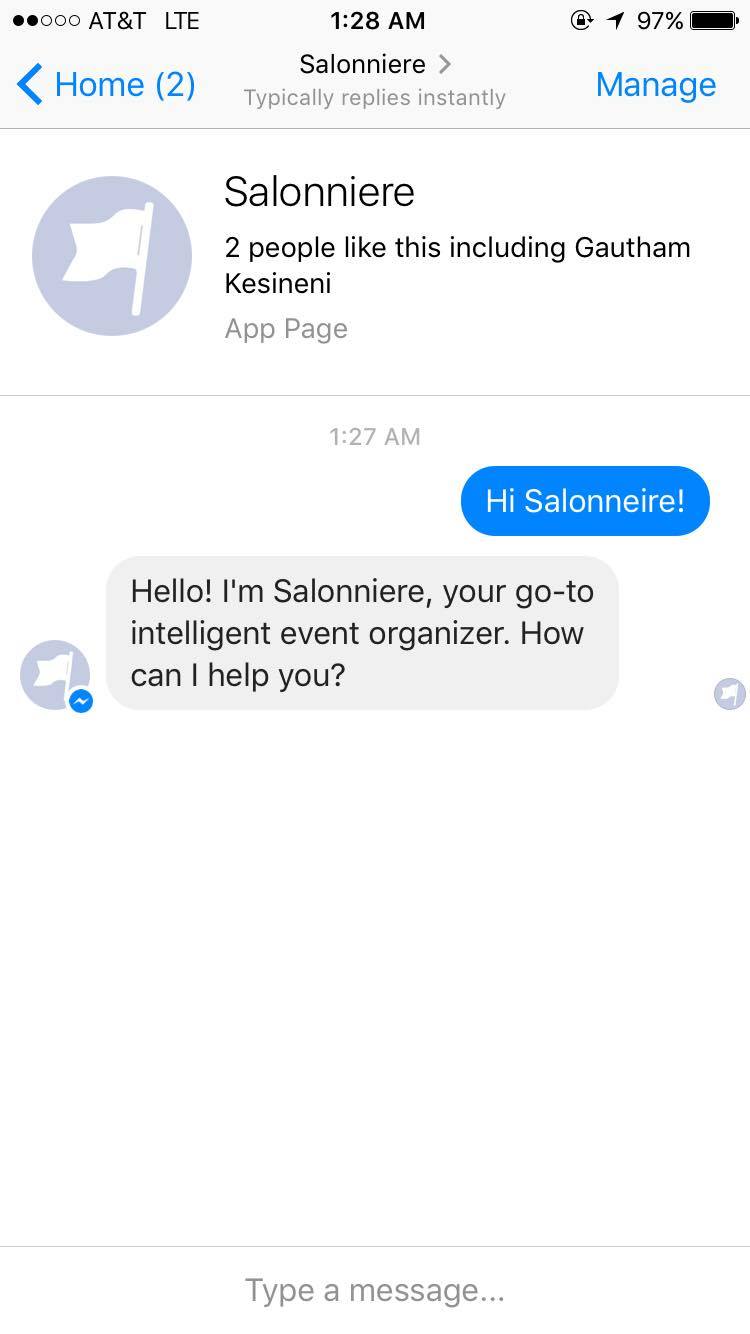 AT&T LTE 1:28 AM 97%
Home (2) Salonniere Manage
Typically replies instantly
Salonniere
2 people like this including Gautham
Kesineni
App Page
1:27 AM
Hi Salonneire!
Hello! I'm Salonniere, your go-to
intelligent event organizer. How
can I help you?
Type a message...